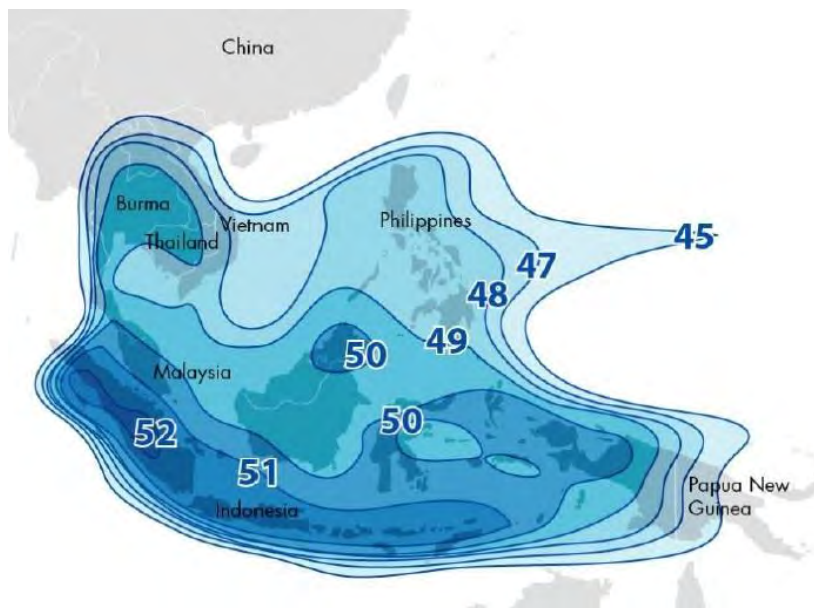 China
Burma
Vietnam
Philippines
Thailand
45
47
48
49
50
Malaysia
50
52
51
Indonesia
Papua New
Guinea